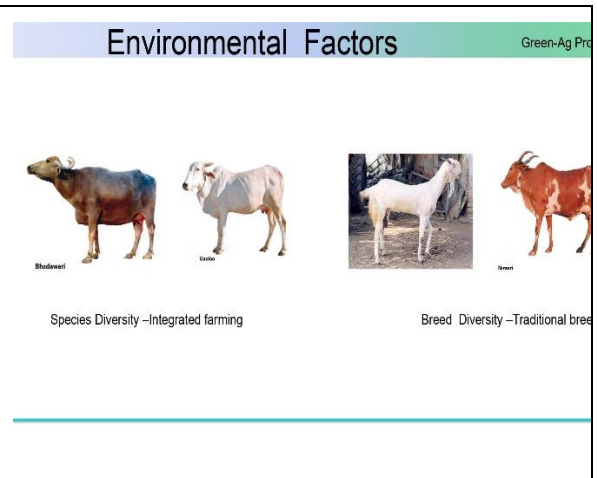 Environmental Factors
Green-Ag Pro
Bhadawari
Gaolao
Nimari
Species Diversity –Integrated farming
Breed Diversity –Traditional bree